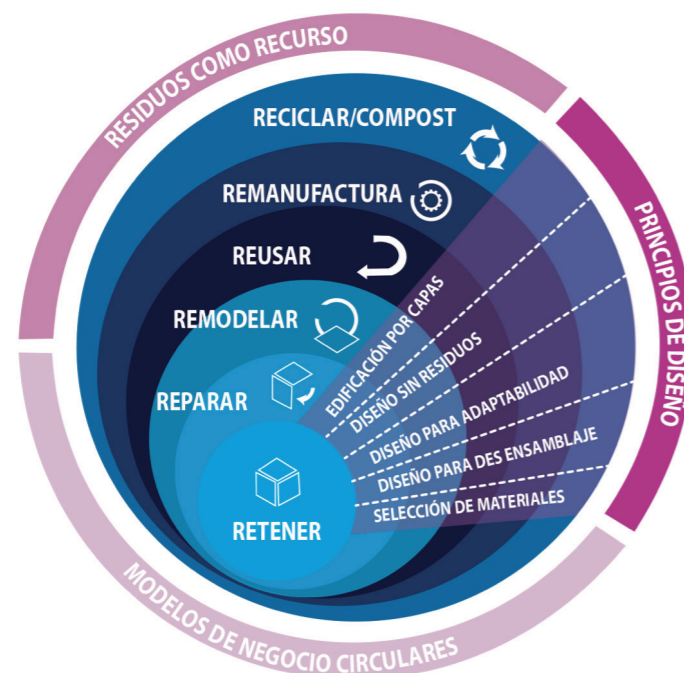 RESIDUOS COMO RECURSO
RECICLAR/COMPOST
REMANUFACTURA
REUSAR
REMODELAR
REPARAR
RETENER
EDIFICACIÓN POR CAPAS
DISEÑO SIN RESIDUOS
DISEÑO PARA ADAPTABILIDAD
DISEÑO PARA DES ENSAMBLAJE
SELECCIÓN DE MATERIALES
PRINCIPIOS DE DISEÑO
MODELOS DE NEGOCIO CIRCULARES